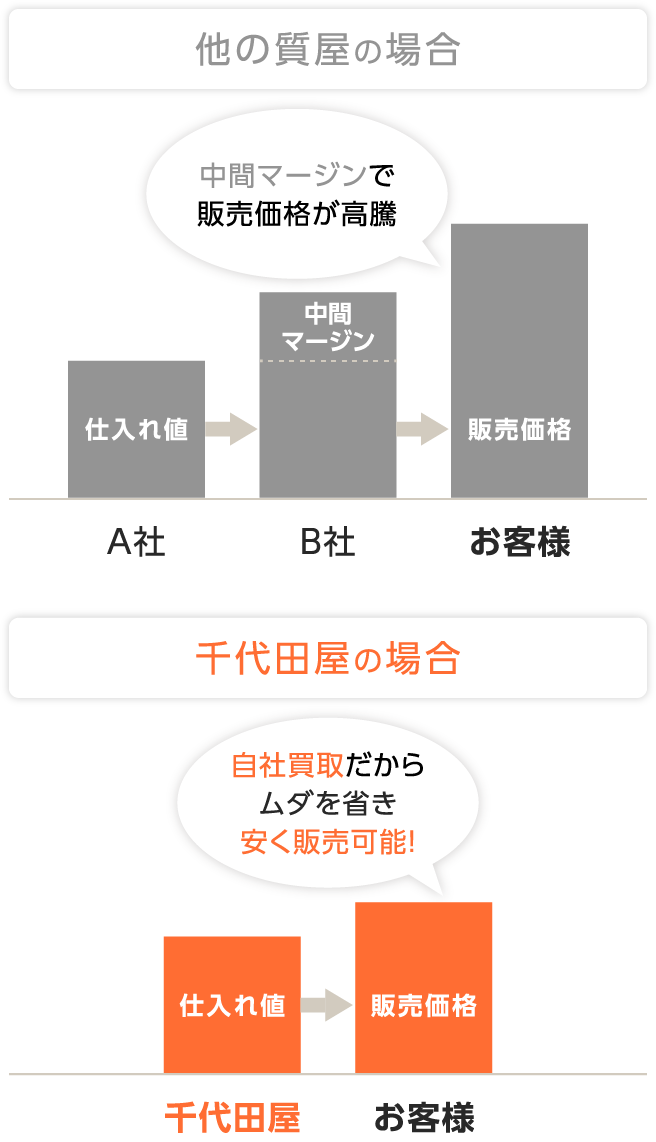 他の質屋の場合
中間マージンで
販売価格が高騰
中間
マージン
仕入れ値
販売価格
A社
B社
お客様
千代田屋の場合
自社買取だから
ムダを省き
安く販売可能!
仕入れ値
販売価格
千代田屋
お客様